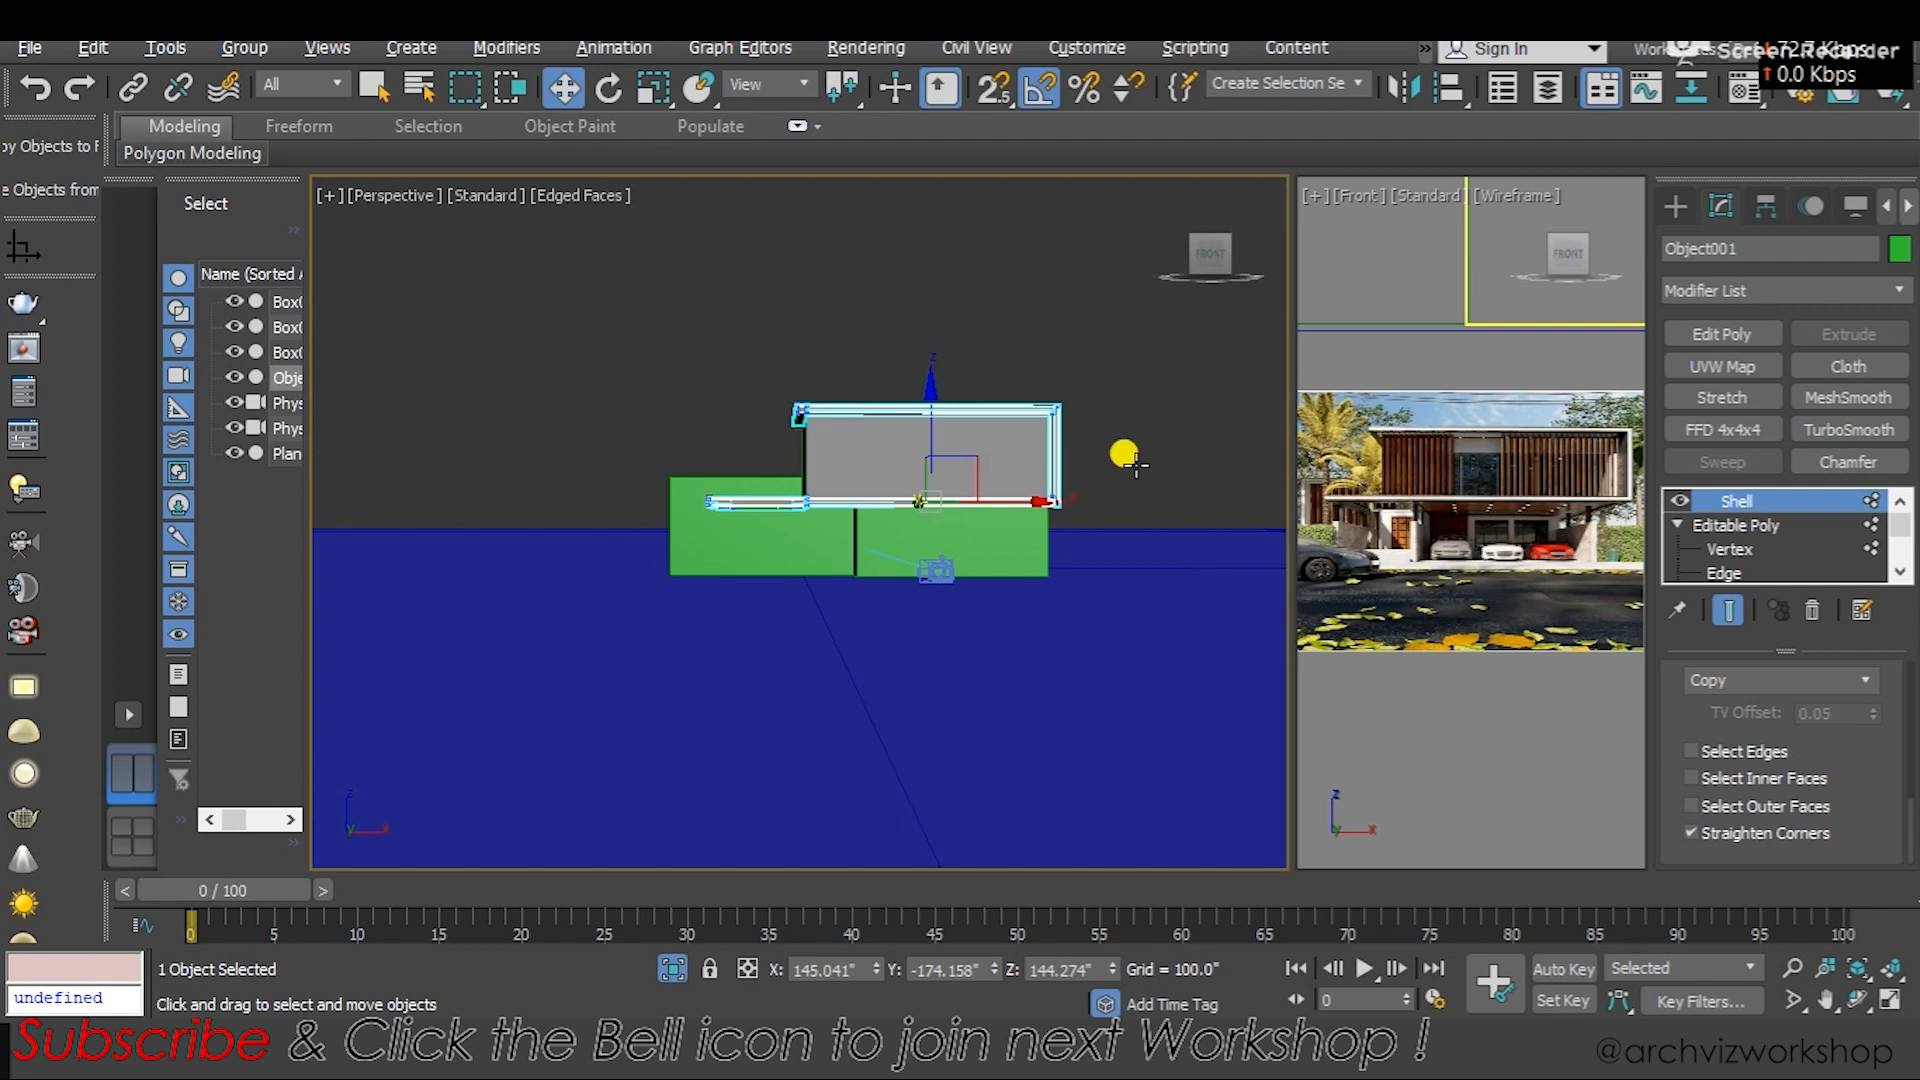 File Edit Tools Group Views Create Modifiers Animation Graph Editors Rendering Civil View Customize Scripting Content Sign In
Screen Recorder
0.0 Kbps
All View Create Selection Se
Modeling Freeform Selection Object Paint Populate
Polygon Modeling
Select
[+] [Perspective] [Standard] [Edged Faces]
[+] [Front] [Standard] [Wireframe]
FRONT
FRONT
Name (Sorted A
Box0
Box0
Box0
Obje
Phys
Phys
Plan
Object001
Modifier List
Edit Poly Extrude
UVW Map Cloth
Stretch MeshSmooth
FFD 4x4x4 TurboSmooth
Sweep Chamfer
Shell
Editable Poly
Vertex
Edge
Copy
TV Offset: 0.05
Select Edges
Select Inner Faces
Select Outer Faces
Straighten Corners
z
x
z
y x
z
y x
0 / 100
0 5 10 15 20 25 30 35 40 45 50 55 60 65 70 75 80 85 90 95 100
undefined
1 Object Selected
Click and drag to select and move objects
X: 145.041" Y: -174.158" Z: 144.274" Grid = 100.0"
Add Time Tag
0
Auto Key Selected
Set Key Key Filters...
Subscribe & Click the Bell icon to join next Workshop !
@archvizworkshop